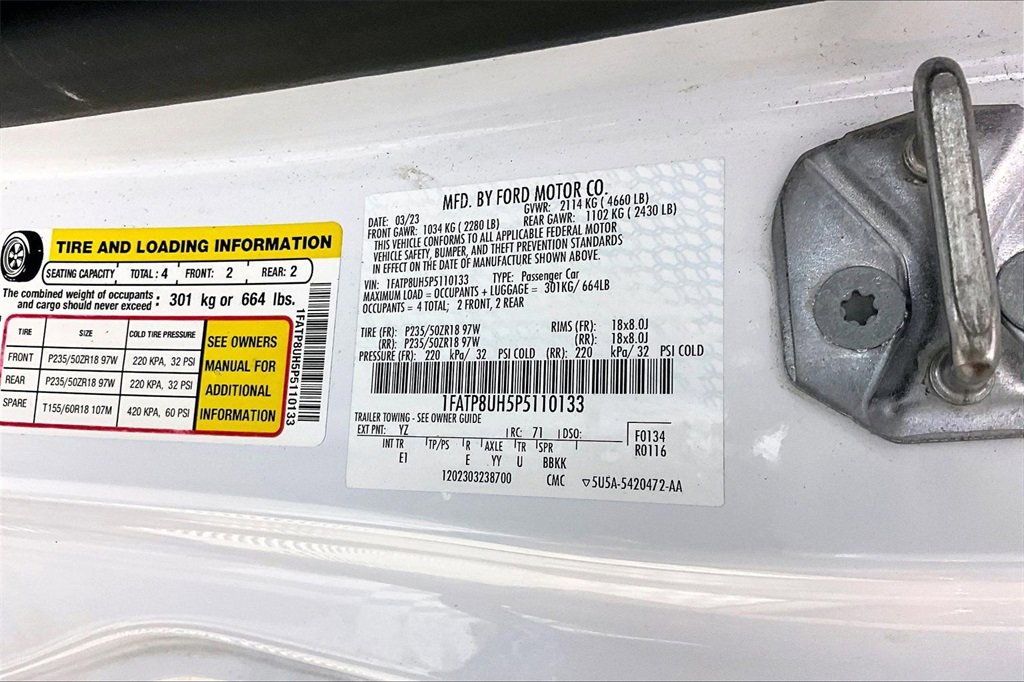 TIRE AND LOADING INFORMATION
SEATING CAPACITY TOTAL: 4 FRONT: 2 REAR: 2
The combined weight of occupants and cargo should never exceed : 301 kg or 664 lbs.
TIRE SIZE COLD TIRE PRESSURE
FRONT P235/50ZR18 97W 220 KPA, 32 PSI
REAR P235/50ZR18 97W 220 KPA, 32 PSI
SPARE T155/60R18 107M 420 KPA, 60 PSI
SEE OWNERS
MANUAL FOR
ADDITIONAL
INFORMATION
1FATP8UH5P5110133
MFD. BY FORD MOTOR CO.
DATE: 03/23 GVWR: 2114 KG ( 4660 LB)
FRONT GAWR: 1034 KG ( 2280 LB) REAR GAWR: 1102 KG ( 2430 LB)
THIS VEHICLE CONFORMS TO ALL APPLICABLE FEDERAL MOTOR
VEHICLE SAFETY, BUMPER, AND THEFT PREVENTION STANDARDS
IN EFFECT ON THE DATE OF MANUFACTURE SHOWN ABOVE.
VIN: 1FATP8UH5P5110133 TYPE: Passenger Car
MAXIMUM LOAD = OCCUPANTS + LUGGAGE = 301KG/ 664LB
OCCUPANTS = 4 TOTAL; 2 FRONT, 2 REAR
TIRE (FR): P235/50ZR18 97W RIMS (FR): 18x8.0J
(RR): P235/50ZR18 97W (RR): 18x8.0J
PRESSURE (FR): 220 kPa/ 32 PSI COLD (RR): 220 kPa/ 32 PSI COLD
1FATP8UH5P5110133
TRAILER TOWING - SEE OWNER GUIDE
EXT PNT: YZ RC: 71 DSO: F0134
INT TR TP/PS R AXLE TR SPR R0116
E1 E YY U BBKK
1202303238700 CMC ▽5U5A-5420472-AA